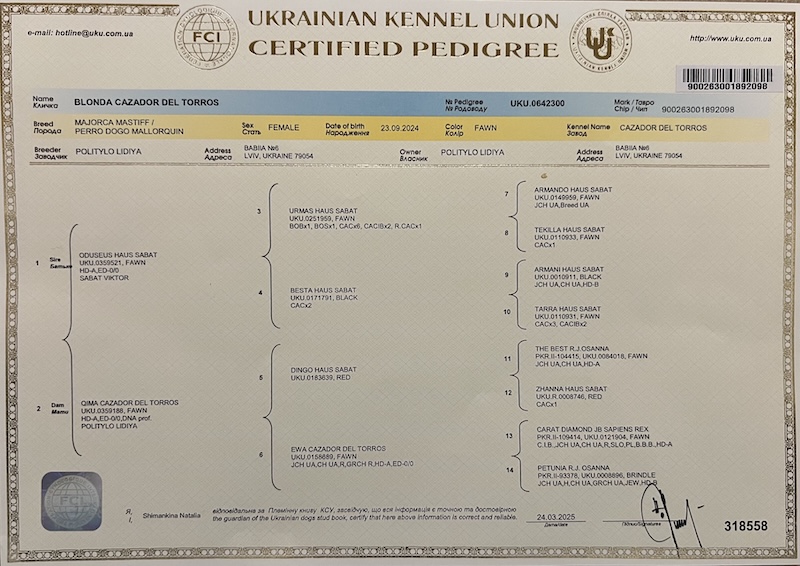 e-mail: hotline@uku.com.ua
FCI
UKRAINIAN KENNEL UNION
CERTIFIED PEDIGREE
http://www.uku.com.ua
900263001892098
Name
Кличка
BLONDA CAZADOR DEL TORROS
№ Pedigree
№ Родоводу
UKU.0642300
Mark / Тавро
Chip / Чип
900263001892098
Breed
Порода
MAJORCA MASTIFF /
PERRO DOGO MALLORQUIN
Sex
Стать
FEMALE
Date of birth
Народження
23.09.2024
Color
Колір
FAWN
Kennel Name
Завод
CAZADOR DEL TORROS
Breeder
Заводчик
POLITYLO LIDIYA
Address
Адреса
BABIIA №6
LVIV, UKRAINE 79054
Owner
Власник
POLITYLO LIDIYA
Address
Адреса
BABIIA №6
LVIV, UKRAINE 79054
1
Sire
Батько
ODUSEUS HAUS SABAT
UKU.0359521, FAWN
HD-A,ED-0/0
SABAT VIKTOR
2
Dam
Мати
QIMA CAZADOR DEL TORROS
UKU.0359188, FAWN
HD-A,ED-0/0,DNA prof.
POLITYLO LIDIYA
3
URMAS HAUS SABAT
UKU.0251959, FAWN
BOBx1, BOSx1, CACx6, CACIBx2, R.CACx1
4
BESTA HAUS SABAT
UKU.0171791, BLACK
CACx2
5
DINGO HAUS SABAT
UKU.0183839, RED
6
EWA CAZADOR DEL TORROS
UKU.0158689, FAWN
JCH UA,CH UA,R,GRCH R,HD-A,ED-0/0
7
ARMANDO HAUS SABAT
UKU.0149959, FAWN
JCH UA,Breed UA
8
TEKILLA HAUS SABAT
UKU.0110933, FAWN
CACx1
9
ARMANI HAUS SABAT
UKU.0010911, BLACK
JCH UA,CH UA,HD-B
10
TARRA HAUS SABAT
UKU.0110931, FAWN
CACx3, CACIBx2
11
THE BEST R.J.OSANNA
PKR.II-104415, UKU.0084018, FAWN
JCH UA,CH UA,HD-A
12
ZHANNA HAUS SABAT
UKU.R.0008746, RED
CACx1
13
CARAT DIAMOND JB SAPIENS REX
PKR.II-109414, UKU.0121904, FAWN
C.I.B.,JCH UA,CH UA,R,SLO,PL,B.B.B.,HD-A
14
PETUNIA R.J. OSANNA
PKR.II-93378, UKU.0008896, BRINDLE
JCH UA,H,CH UA,GRCH UA,JEW,HD-B
FCI
Я,
I,
Shimankina Natalia
відповідальна за Племінну книгу КСУ, засвідчую, що вся інформація є точною та достовірною
the guardian of the Ukrainian dogs stud book, certify that here above information is correct and reliable.
24.03.2025
Дата/date
Підпис/Signatures
318558